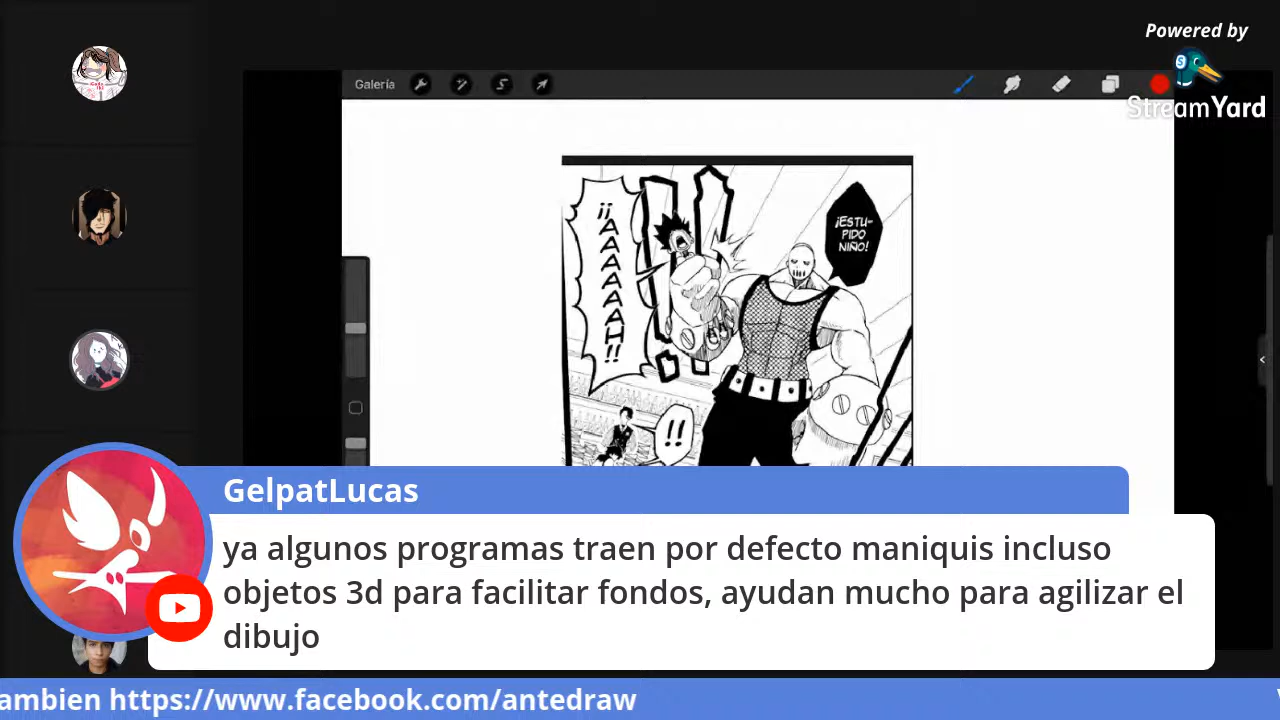 Powered by
StreamYard
Galería
¡¡AAAAAAH!!
¡ESTU-
PIDO
NIÑO!
!!
GelpatLucas
ya algunos programas traen por defecto maniquis incluso
objetos 3d para facilitar fondos, ayudan mucho para agilizar el
dibujo
ambien https://www.facebook.com/antedraw